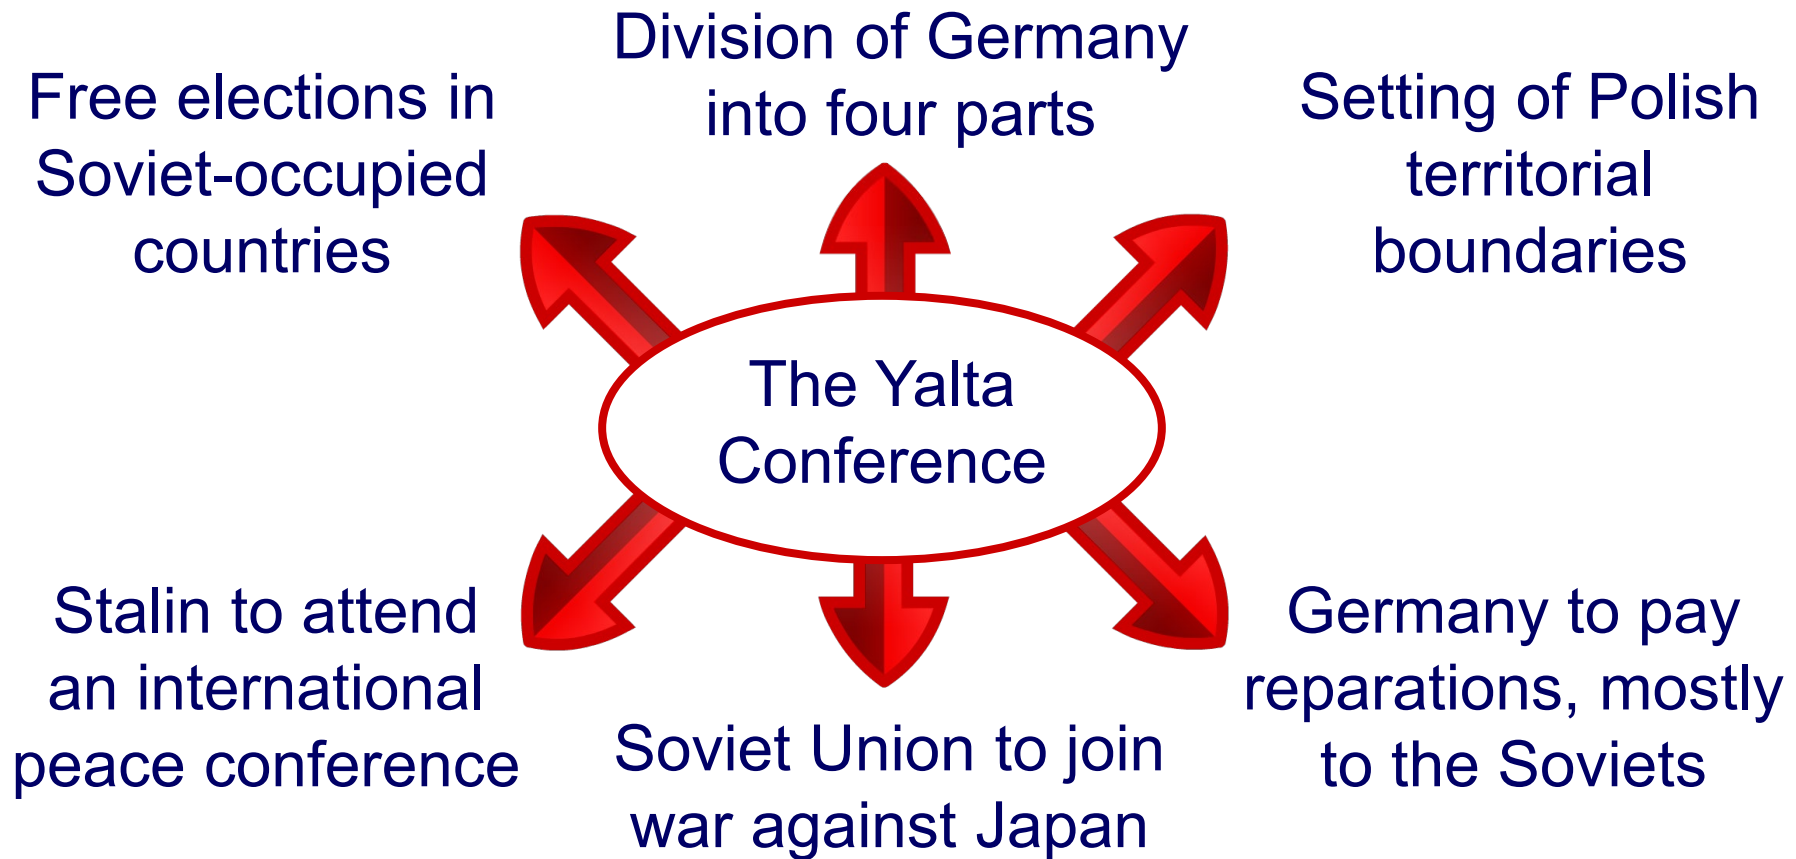 Division of Germany
into four parts
Free elections in
Soviet-occupied
countries
Setting of Polish
territorial
boundaries
The Yalta
Conference
Stalin to attend
an international
peace conference
Soviet Union to join
war against Japan
Germany to pay
reparations, mostly
to the Soviets